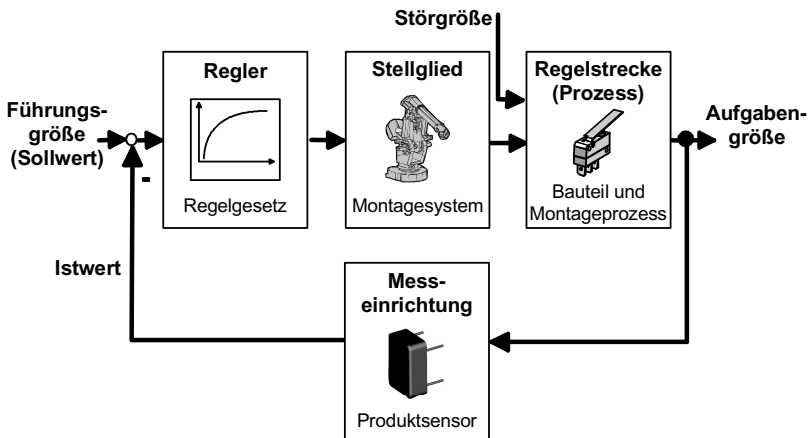 Störgröße
Führungs-
größe
(Sollwert)
Regler
Regelgesetz
Stellglied
Montagesystem
Regelstrecke
(Prozess)
Bauteil und
Montageprozess
Aufgaben-
größe
-
Istwert
Mess-
einrichtung
Produktsensor